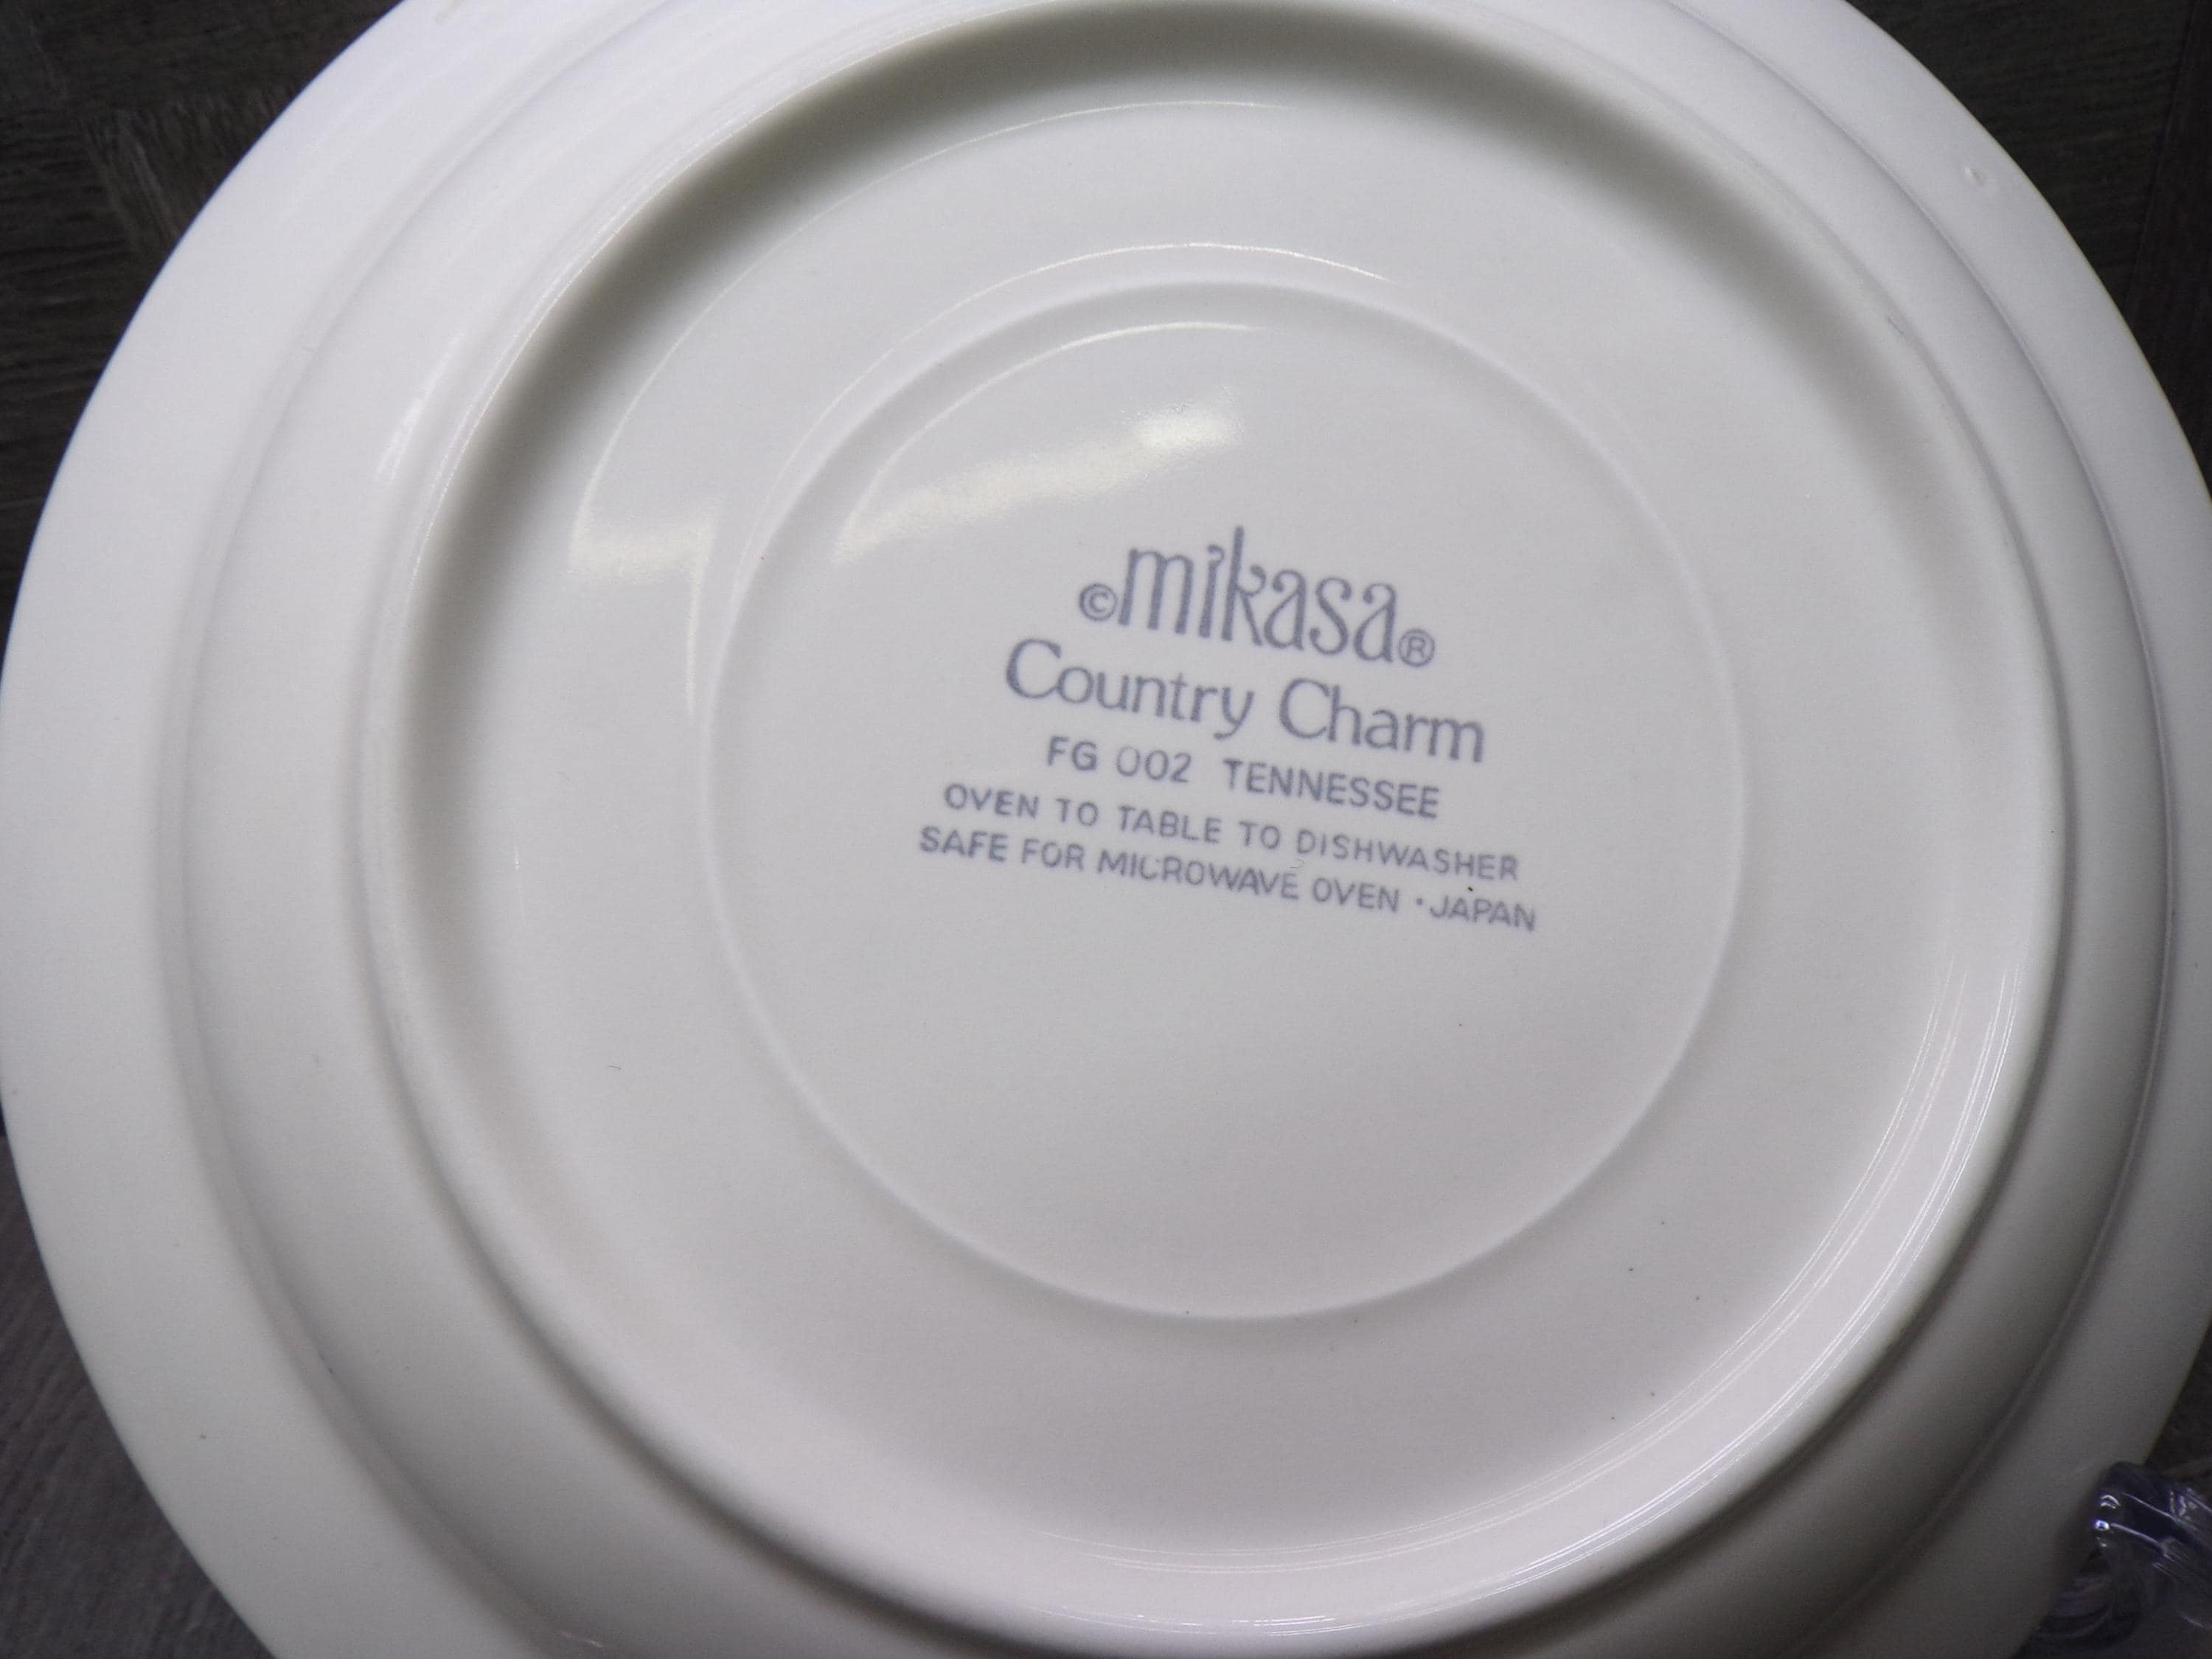 ©mikasa®
Country Charm
FG 002 TENNESSEE
OVEN TO TABLE TO DISHWASHER
SAFE FOR MICROWAVE OVEN • JAPAN